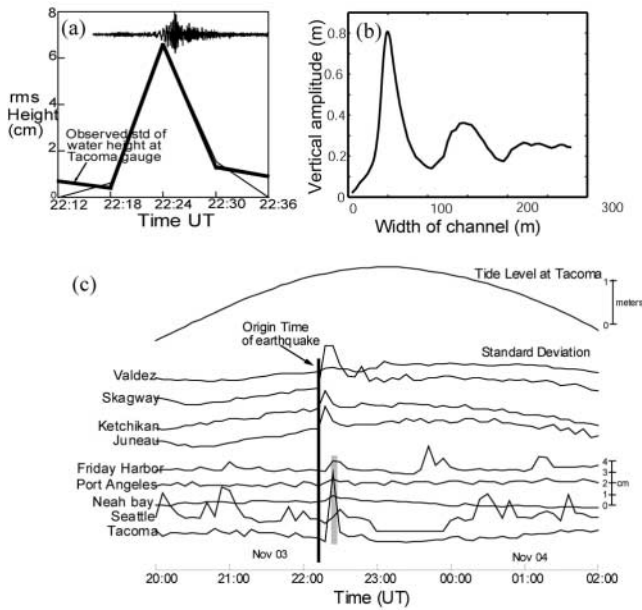 (a)
8
6
4
2
0
rms
Height
(cm)
Observed std of
water height at
Tacoma gauge
22:12 22:18 22:24 22:30 22:36
Time UT
(b)
0.8
0.6
0.4
0.2
Vertical amplitude (m)
0 100 200 300
Width of channel (m)
(c)
Tide Level at Tacoma
1
0
meters
Origin Time
of earthquake
Standard Deviation
Valdez
Skagway
Ketchikan
Juneau
Friday Harbor
Port Angeles
Neah bay
Seattle
Tacoma
4
3
2
1
0
cm
Nov 03
Nov 04
20:00 21:00 22:00 23:00 00:00 01:00 02:00
Time (UT)